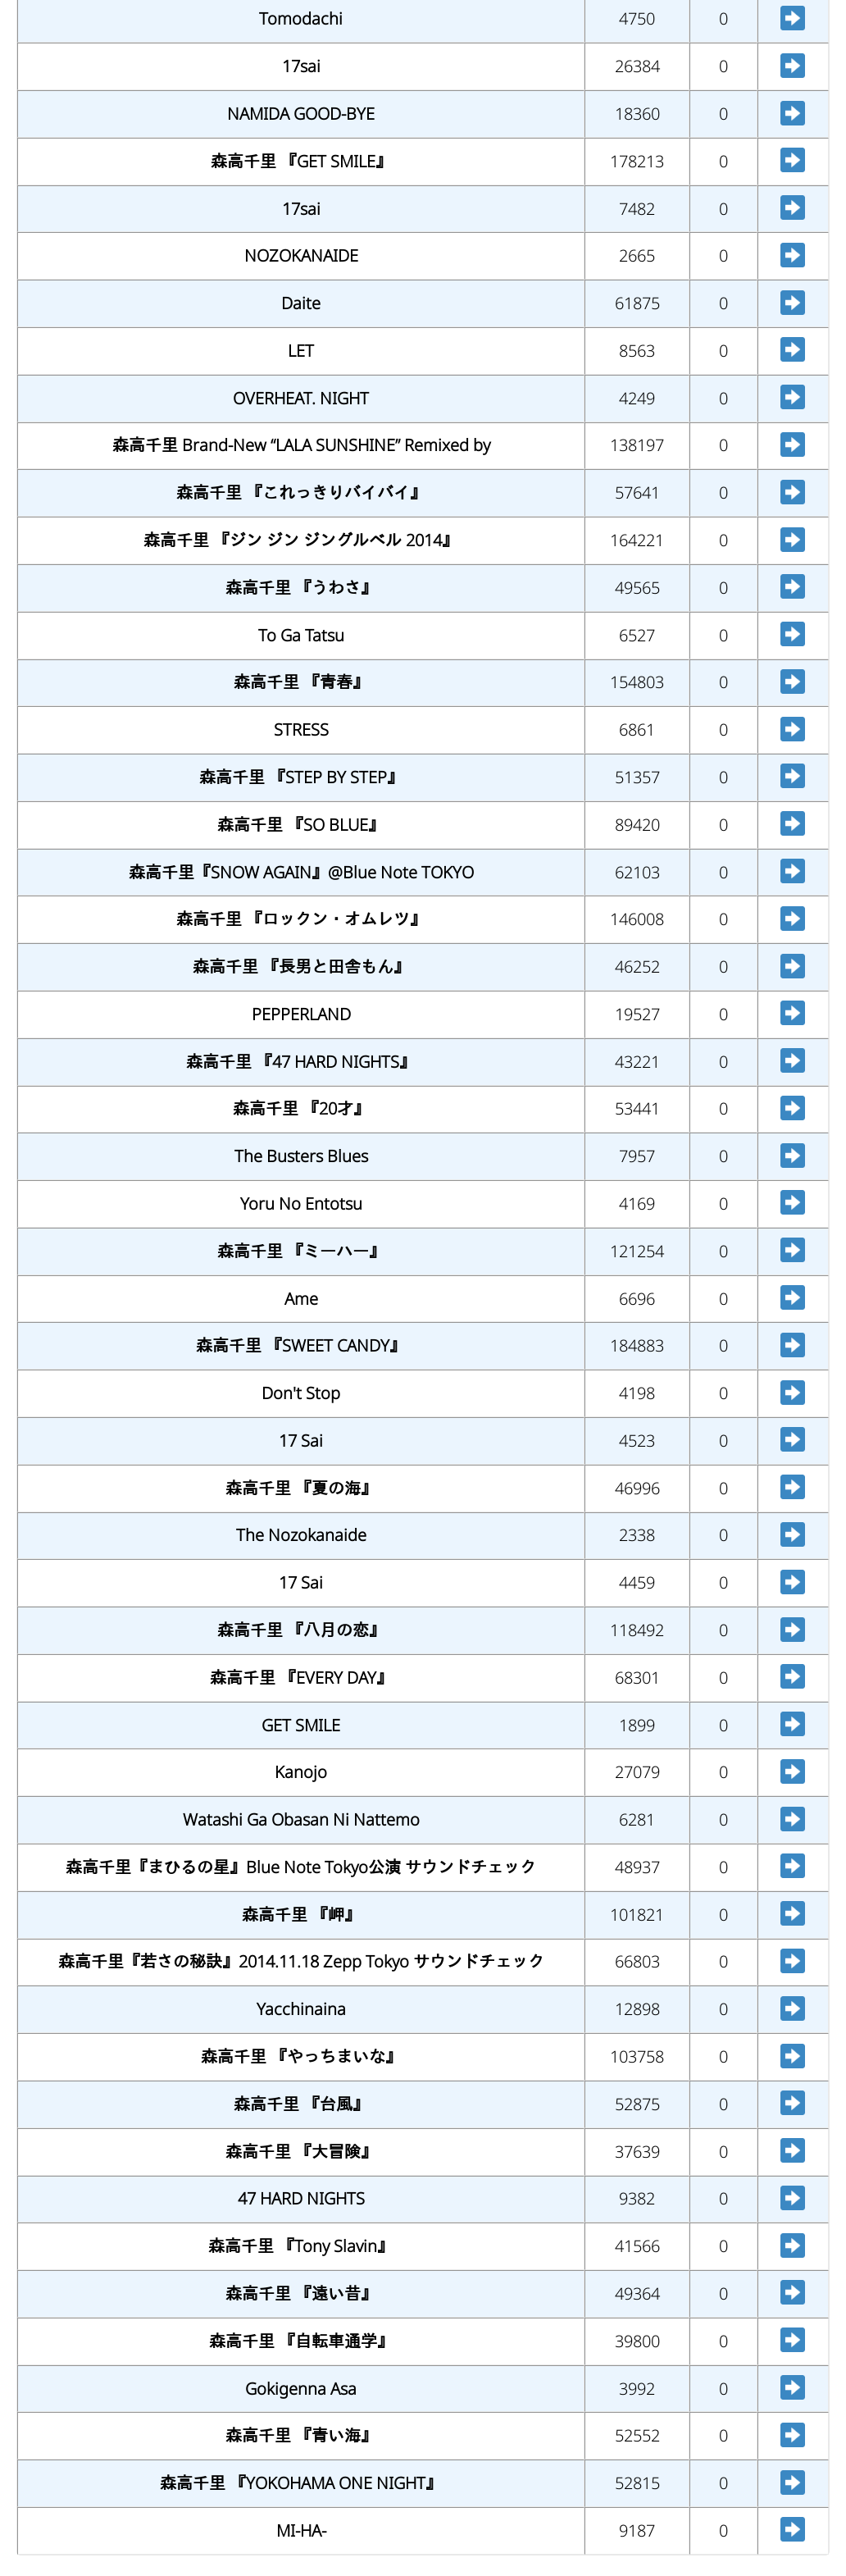 Tomodachi 4750 0
17sai 26384 0
NAMIDA GOOD-BYE 18360 0
森高千里 『GET SMILE』 178213 0
17sai 7482 0
NOZOKANAIDE 2665 0
Daite 61875 0
LET 8563 0
OVERHEAT. NIGHT 4249 0
森高千里 Brand-New “LALA SUNSHINE” Remixed by 138197 0
森高千里 『これっきりバイバイ』 57641 0
森高千里 『ジン ジン ジングルベル 2014』 164221 0
森高千里 『うわさ』 49565 0
To Ga Tatsu 6527 0
森高千里 『青春』 154803 0
STRESS 6861 0
森高千里 『STEP BY STEP』 51357 0
森高千里 『SO BLUE』 89420 0
森高千里『SNOW AGAIN』@Blue Note TOKYO 62103 0
森高千里 『ロックン・オムレツ』 146008 0
森高千里 『長男と田舎もん』 46252 0
PEPPERLAND 19527 0
森高千里 『47 HARD NIGHTS』 43221 0
森高千里 『20才』 53441 0
The Busters Blues 7957 0
Yoru No Entotsu 4169 0
森高千里 『ミーハー』 121254 0
Ame 6696 0
森高千里 『SWEET CANDY』 184883 0
Don't Stop 4198 0
17 Sai 4523 0
森高千里 『夏の海』 46996 0
The Nozokanaide 2338 0
17 Sai 4459 0
森高千里 『八月の恋』 118492 0
森高千里 『EVERY DAY』 68301 0
GET SMILE 1899 0
Kanojo 27079 0
Watashi Ga Obasan Ni Nattemo 6281 0
森高千里『まひるの星』Blue Note Tokyo公演 サウンドチェック 48937 0
森高千里 『岬』 101821 0
森高千里『若さの秘訣』2014.11.18 Zepp Tokyo サウンドチェック 66803 0
Yacchinaina 12898 0
森高千里 『やっちまいな』 103758 0
森高千里 『台風』 52875 0
森高千里 『大冒険』 37639 0
47 HARD NIGHTS 9382 0
森高千里 『Tony Slavin』 41566 0
森高千里 『遠い昔』 49364 0
森高千里 『自転車通学』 39800 0
Gokigenna Asa 3992 0
森高千里 『青い海』 52552 0
森高千里 『YOKOHAMA ONE NIGHT』 52815 0
MI-HA- 9187 0